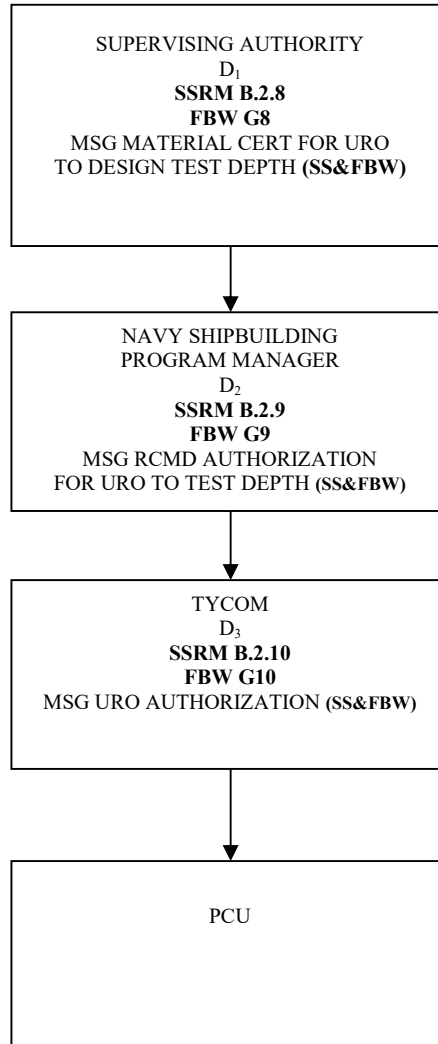 SUPERVISING AUTHORITY
D₁
SSRM B.2.8
FBW G8
MSG MATERIAL CERT FOR URO
TO DESIGN TEST DEPTH (SS&FBW)
NAVY SHIPBUILDING
PROGRAM MANAGER
D₂
SSRM B.2.9
FBW G9
MSG RCMD AUTHORIZATION
FOR URO TO TEST DEPTH (SS&FBW)
TYCOM
D₃
SSRM B.2.10
FBW G10
MSG URO AUTHORIZATION (SS&FBW)
PCU